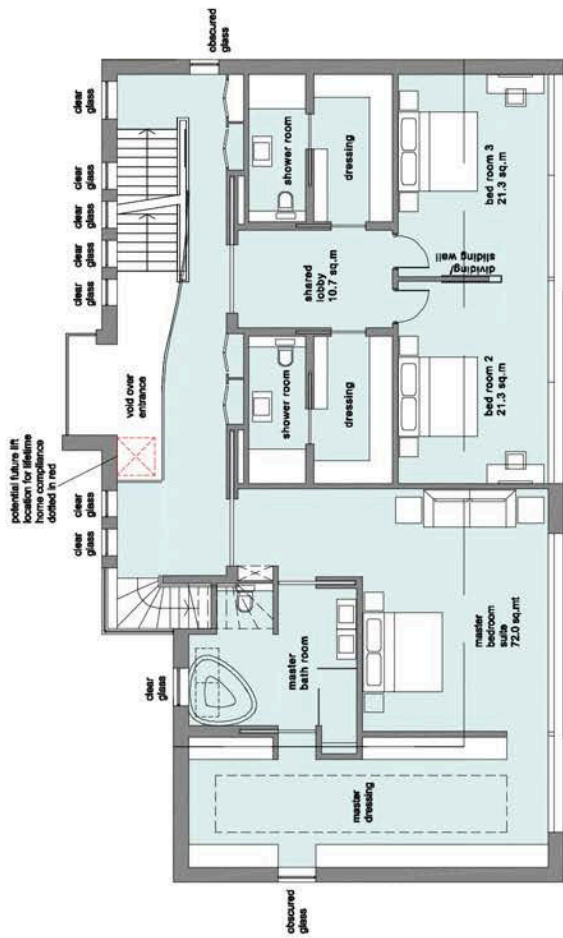 potential future lift
location for lifetime
home compliance
dotted in red
clear
glass
clear
glass
clear
glass
void over
entrance
clear
glass
clear
glass
clear
glass
clear
glass
clear
glass
obscured
glass
obscured
glass
master
dressing
master
bath room
master
bedroom
suite
72.0 sq.mt
shower room
dressing
shared
lobby
10.7 sq.m
shower room
dressing
bed room 2
21.3 sq.m
dividing/
sliding wall
bed room 3
21.3 sq.m